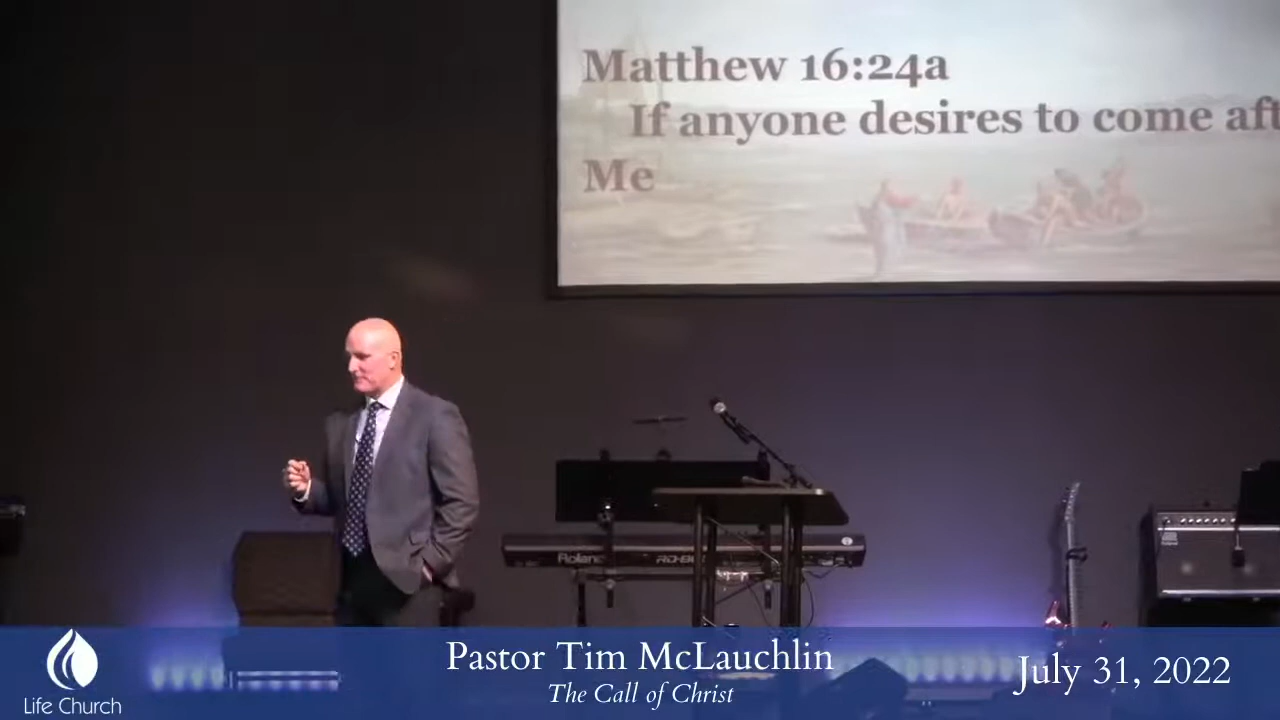 Matthew 16:24a
If anyone desires to come aft
Me
Roland
Pastor Tim McLauchlin
The Call of Christ
July 31, 2022
Life Church